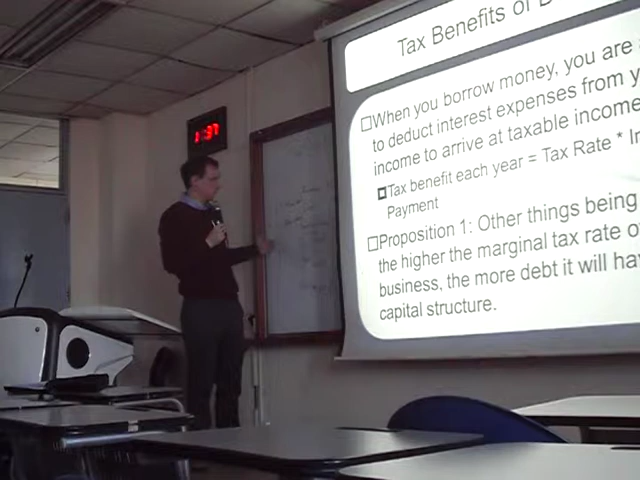 1:37
Tax Benefits of
When you borrow money, you are
to deduct interest expenses from
income to arrive at taxable income
Tax benefit each year = Tax Rate *
Payment
Proposition 1: Other things being
the higher the marginal tax rate
business, the more debt it will
capital structure.